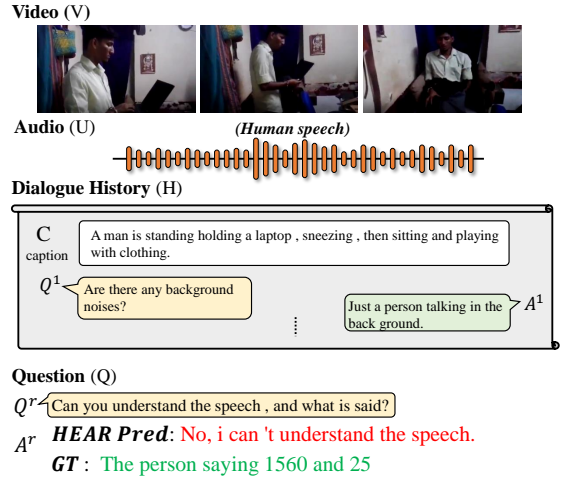 Video (V)
Audio (U)
(Human speech)
Dialogue History (H)
C
caption
A man is standing holding a laptop , sneezing , then sitting and playing
with clothing.
Q¹
Are there any background
noises?
Just a person talking in the
back ground.
A¹
Question (Q)
Qʳ
Can you understand the speech , and what is said?
Aʳ
HEAR Pred: No, i can 't understand the speech.
GT : The person saying 1560 and 25